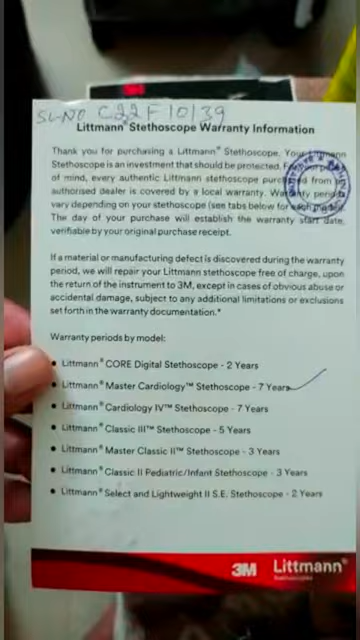 SL-NO C22F10139
Littmann® Stethoscope Warranty Information
Thank you for purchasing a Littmann® Stethoscope. Your Littmann
Stethoscope is an investment that should be protected. For
of mind, every authentic Littmann stethoscope purchased from
authorised dealer is covered by a local warranty. Warranty
vary depending on your stethoscope (see tabs below for
The day of your purchase will establish the warranty start date,
verifiable by your original purchase receipt.
If a material or manufacturing defect is discovered during the warranty
period, we will repair your Littmann stethoscope free of charge, upon
the return of the instrument to 3M, except in cases of obvious abuse or
accidental damage, subject to any additional limitations or exclusions
set forth in the warranty documentation.*
Warranty periods by model:
• Littmann® CORE Digital Stethoscope - 2 Years
• Littmann® Master Cardiology™ Stethoscope - 7 Years
• Littmann® Cardiology IV™ Stethoscope - 7 Years
• Littmann® Classic III™ Stethoscope - 5 Years
• Littmann® Master Classic II™ Stethoscope - 3 Years
• Littmann® Classic II Pediatric/Infant Stethoscope - 3 Years
• Littmann® Select and Lightweight II S.E. Stethoscope - 2 Years
3M Littmann®
Stethoscopes